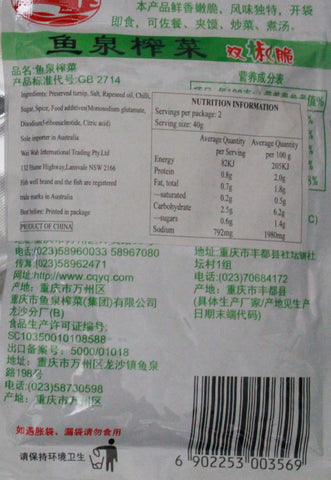 本产品鲜香嫩脆、风味独特、开袋
即食,可佐餐、夹馍、炒菜、煮汤。
鱼泉榨菜 双椒脆
品名:鱼泉榨菜
产品标准代号:GB 2714
营养成分表
Ingredients: Preserved turnip, Salt, Rapeseed oil, Chilli,
Sugar, Spice, Food additives(Monosodium glutamate,
Disodium5-ribonucleotide, Citric acid)
Sole importer in Australia
Wai Wah International Trading Pty.Ltd
132 Hume Highway,Lansvale NSW 2166
Fish well brand and the fish are registered
trade marks in Australia
Best before: Printed in package
PRODUCT OF CHINA
NUTRITION INFORMATION
Servings per package: 2
Serving size: 40g
Average Quantity per Serving
Average Quantity per 100 g
Energy 82KJ 205KJ
Protein 0.8g 2.0g
Fat, total 0.7g 1.8g
—saturated 0.2g 0.5g
Carbohydrate 2.5g 6.2g
—sugars 0.6g 1.4g
Sodium 792mg 1980mg
电话:(023)58960033 58967080
传真:(023)58962471
网址:http://www.cqyq.com
产地:重庆市万州区
重庆市鱼泉榨菜(集团)有限公司
龙沙分厂(B)
食品生产许可证编号:
SC10350010108588
出口备案号:5000/01018
地址:重庆市万州区龙沙镇鱼泉
路198号
电话:(023)58730598
产地:重庆市万州区
地址:重庆市丰都县社坛镇社
坛村1组
电话:(023)70684172
产地:重庆市丰都县
(具体生产厂家/产地见生产
日期末端代码)
如遇胀袋、漏袋请勿食用
请保持环境卫生
6 902253 003569